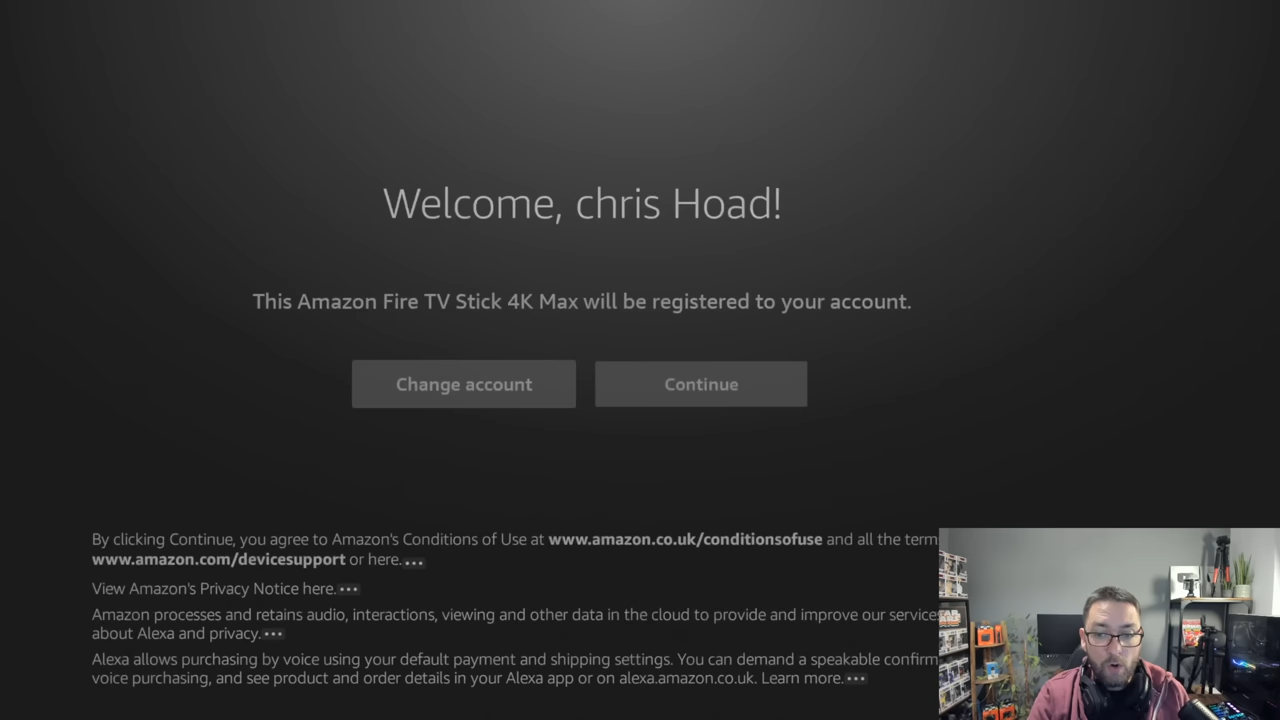 Welcome, chris Hoad!
This Amazon Fire TV Stick 4K Max will be registered to your account.
Change account
Continue
By clicking Continue, you agree to Amazon's Conditions of Use at www.amazon.co.uk/conditionsofuse and all the term
www.amazon.com/devicesupport or here.
View Amazon's Privacy Notice here.
Amazon processes and retains audio, interactions, viewing and other data in the cloud to provide and improve our services
about Alexa and privacy.
Alexa allows purchasing by voice using your default payment and shipping settings. You can demand a speakable confirm
voice purchasing, and see product and order details in your Alexa app or on alexa.amazon.co.uk. Learn more.